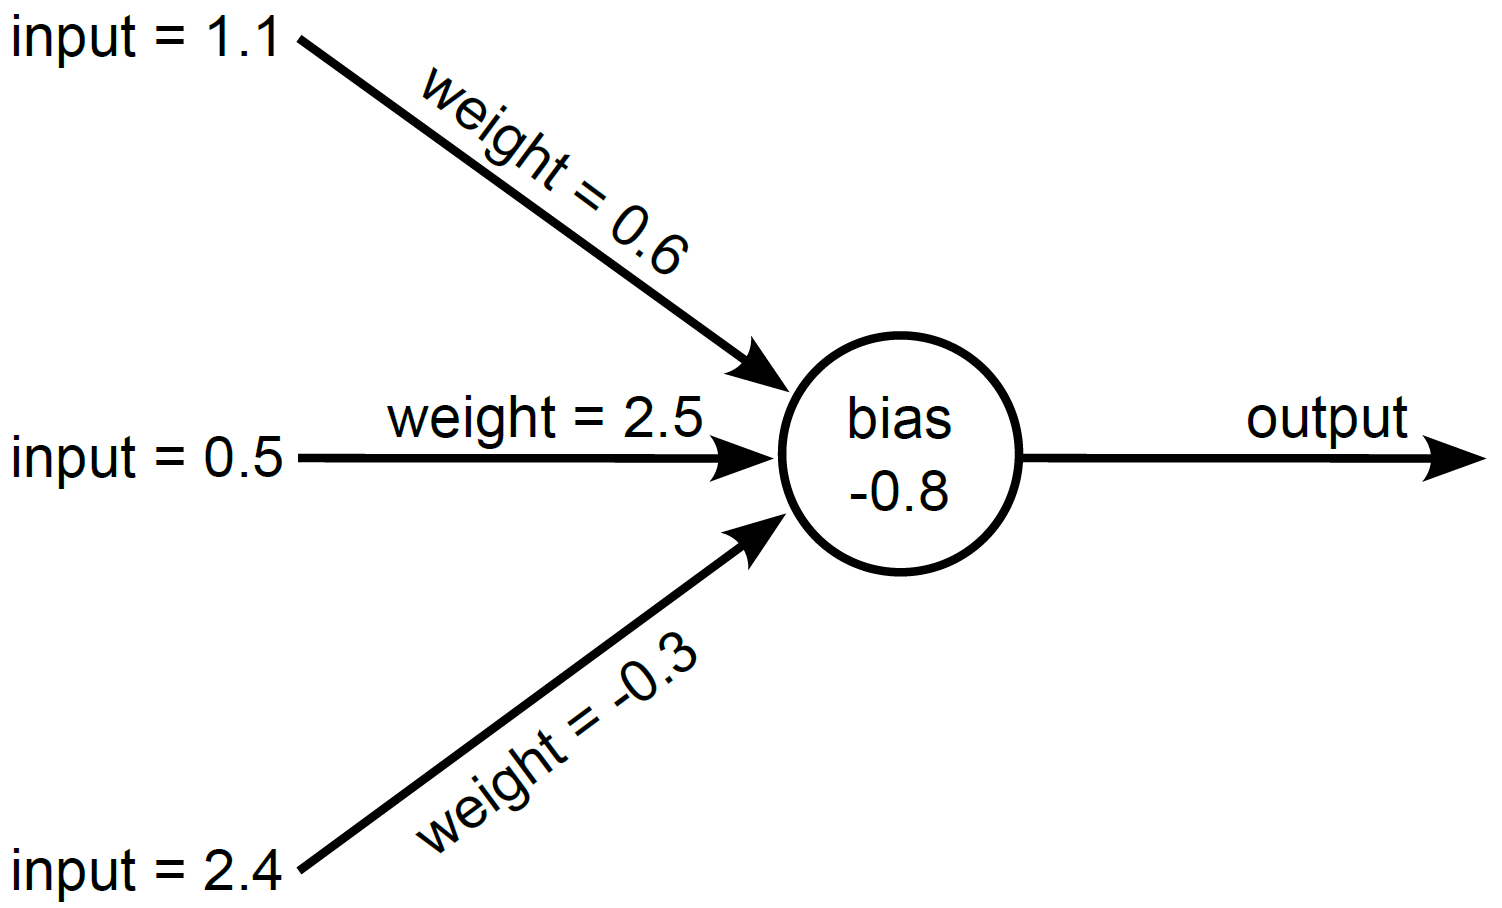 input = 1.1
weight = 0.6
input = 0.5
weight = 2.5
bias
-0.8
output
weight = -0.3
input = 2.4